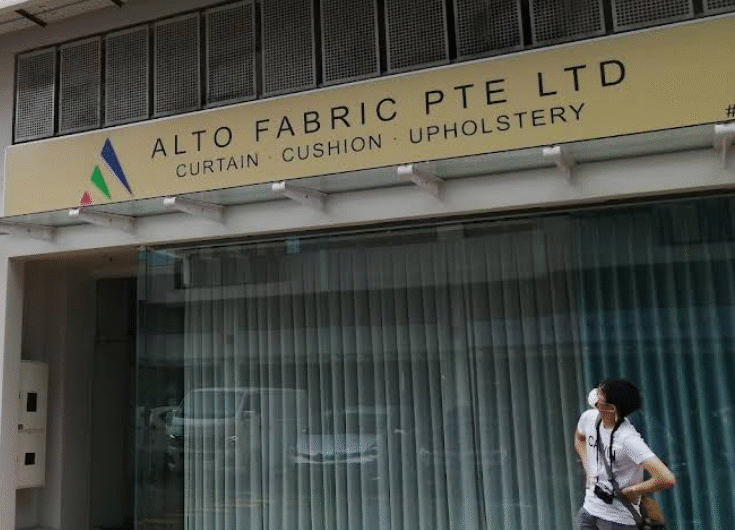 ALTO FABRIC PTE LTD
CURTAIN · CUSHION · UPHOLSTERY
#